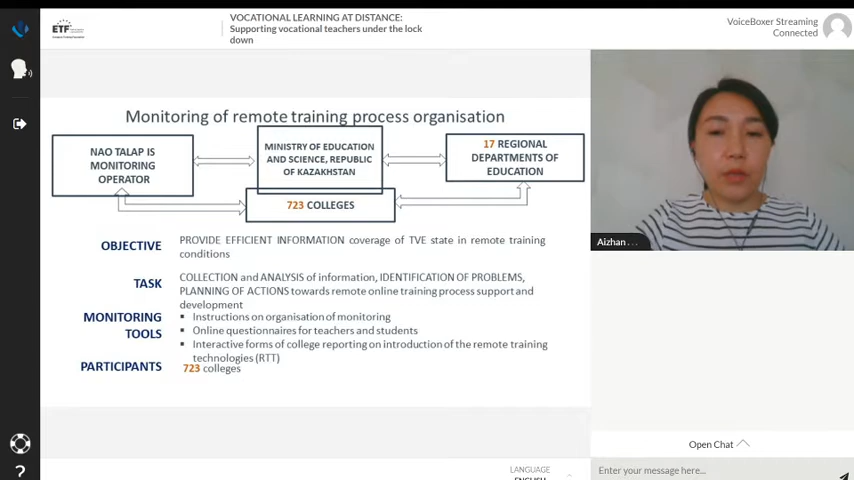 ETF
VOCATIONAL LEARNING AT DISTANCE:
Supporting vocational teachers under the lock
down
VoiceBoxer Streaming
Connected
Monitoring of remote training process organisation
NAO TALAP IS
MONITORING
OPERATOR
MINISTRY OF EDUCATION
AND SCIENCE, REPUBLIC
OF KAZAKHSTAN
17 REGIONAL
DEPARTMENTS OF
EDUCATION
723 COLLEGES
OBJECTIVE
PROVIDE EFFICIENT INFORMATION coverage of TVE state in remote training
conditions
TASK
COLLECTION and ANALYSIS of information, IDENTIFICATION OF PROBLEMS,
PLANNING OF ACTIONS towards remote online training process support and
development
MONITORING
TOOLS
▪ Instructions on organisation of monitoring
▪ Online questionnaires for teachers and students
▪ Interactive forms of college reporting on introduction of the remote training
technologies (RTT)
PARTICIPANTS
723 colleges
Aizhan ...
Open Chat
Enter your message here...
LANGUAGE
ENGLISH
?